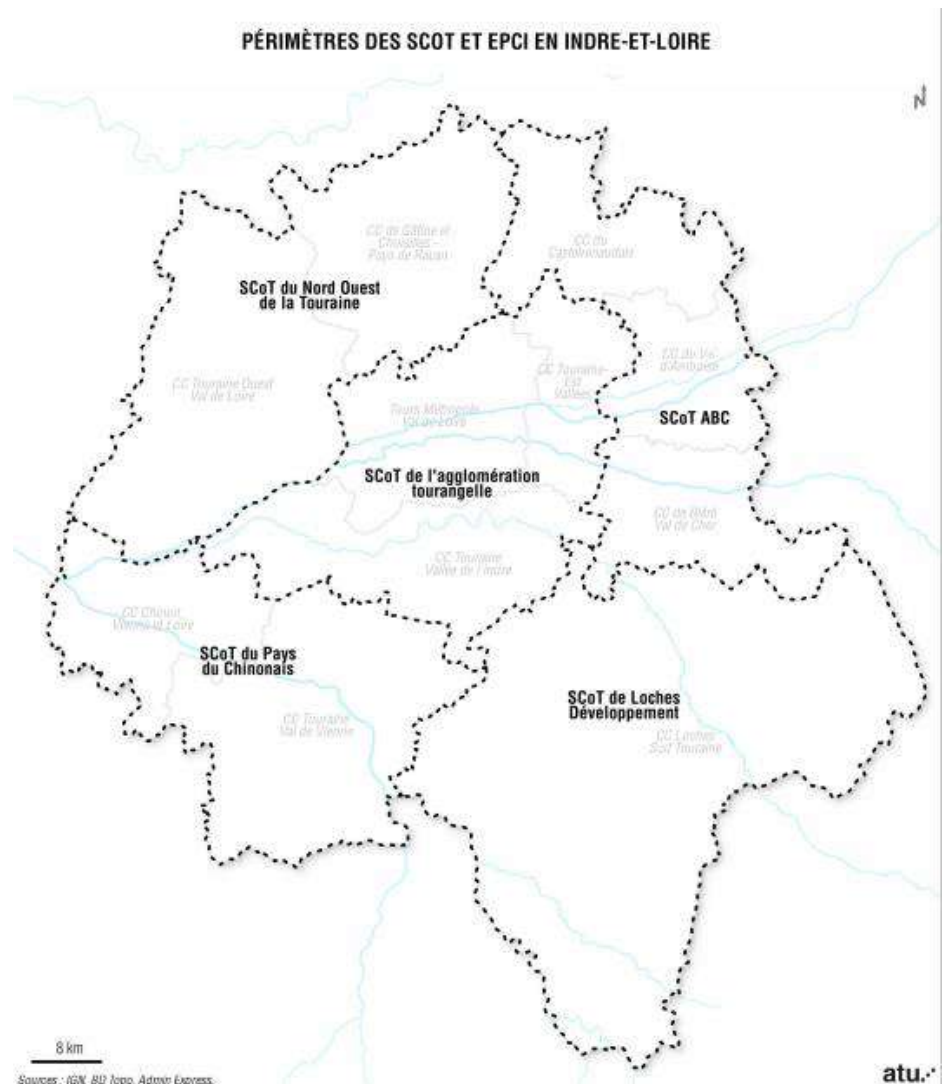 PÉRIMÈTRES DES SCOT ET EPCI EN INDRE-ET-LOIRE
N
CC de Gâtine et
Choisilles -
Pays de Racan
CC du
Castelrenaudais
SCoT du Nord Ouest
de la Touraine
CC du Val
d'Amboise
CC Touraine-
Est
Vallées
CC Touraine Ouest
Val de Loire
Tours Métropole
Val de Loire
SCoT ABC
SCoT de l'agglomération
tourangelle
CC de Bléré
Val de Cher
CC Touraine
Vallée de l'Indre
CC Chinon
Vienne et Loire
SCoT du Pays
du Chinonais
SCoT de Loches
Développement
CC Touraine
Val de Vienne
CC Loches
Sud Touraine
8 km
Sources : IGN, BD Topo, Admin Express.
atu.